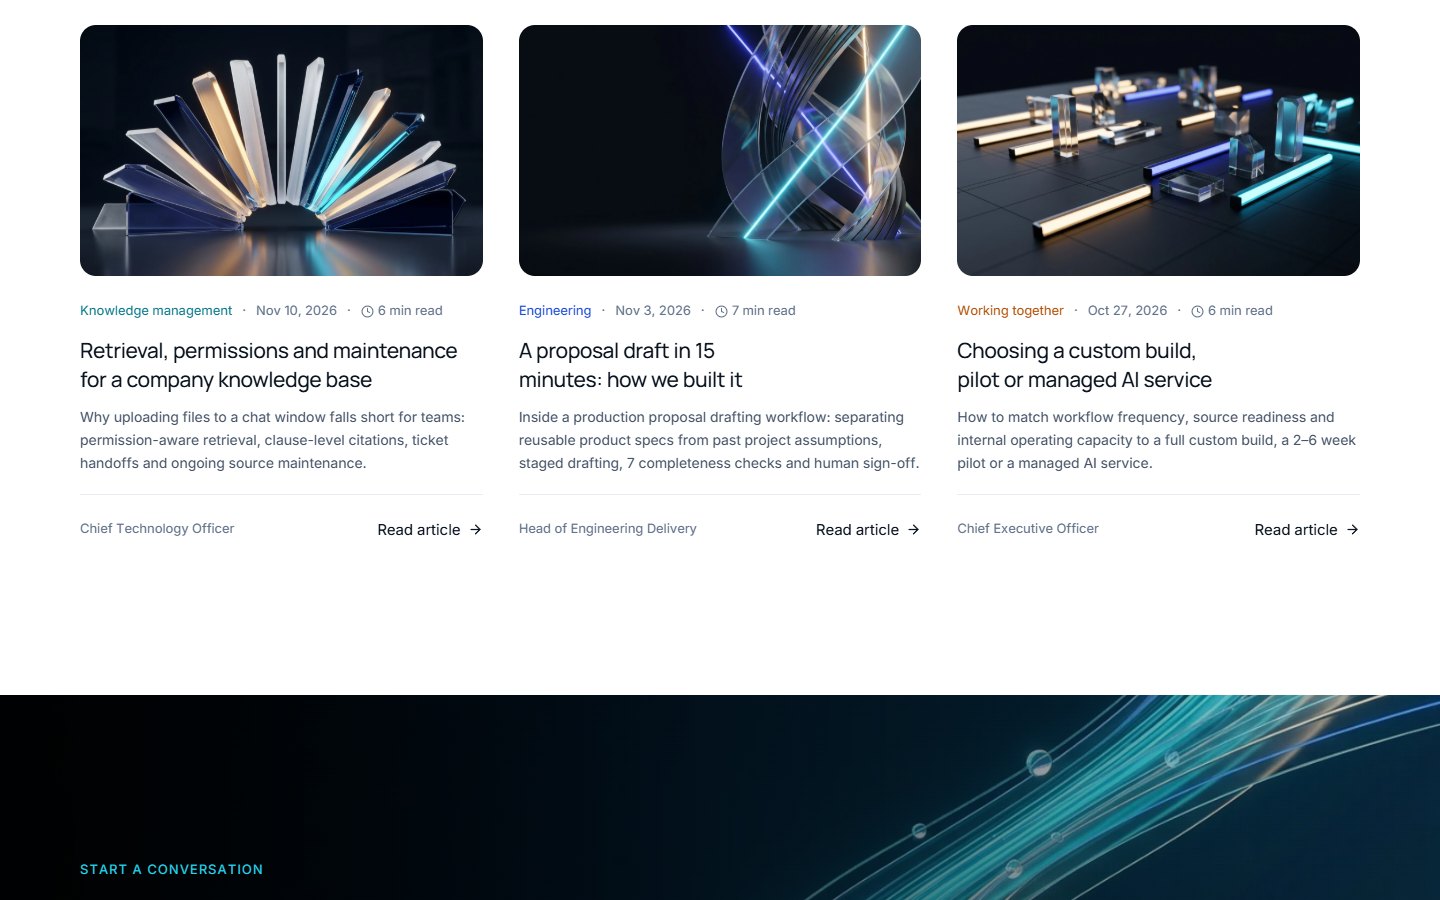 Knowledge management · Nov 10, 2026 · 6 min read
Retrieval, permissions and maintenance
for a company knowledge base
Why uploading files to a chat window falls short for teams:
permission-aware retrieval, clause-level citations, ticket
handoffs and ongoing source maintenance.
Chief Technology Officer
Read article →
Engineering · Nov 3, 2026 · 7 min read
A proposal draft in 15
minutes: how we built it
Inside a production proposal drafting workflow: separating
reusable product specs from past project assumptions,
staged drafting, 7 completeness checks and human sign-off.
Head of Engineering Delivery
Read article →
Working together · Oct 27, 2026 · 6 min read
Choosing a custom build,
pilot or managed AI service
How to match workflow frequency, source readiness and
internal operating capacity to a full custom build, a 2–6 week
pilot or a managed AI service.
Chief Executive Officer
Read article →
START A CONVERSATION